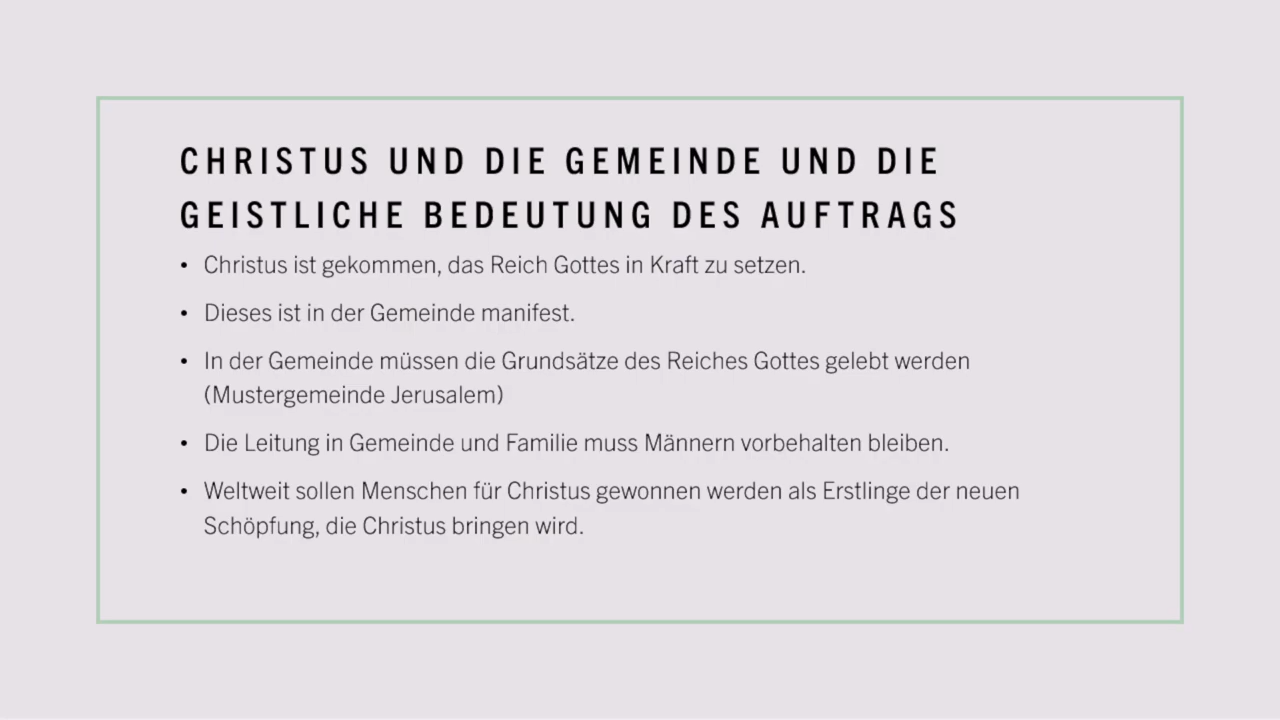 CHRISTUS UND DIE GEMEINDE UND DIE
GEISTLICHE BEDEUTUNG DES AUFTRAGS
• Christus ist gekommen, das Reich Gottes in Kraft zu setzen.
• Dieses ist in der Gemeinde manifest.
• In der Gemeinde müssen die Grundsätze des Reiches Gottes gelebt werden
(Mustergemeinde Jerusalem)
• Die Leitung in Gemeinde und Familie muss Männern vorbehalten bleiben.
• Weltweit sollen Menschen für Christus gewonnen werden als Erstlinge der neuen
Schöpfung, die Christus bringen wird.